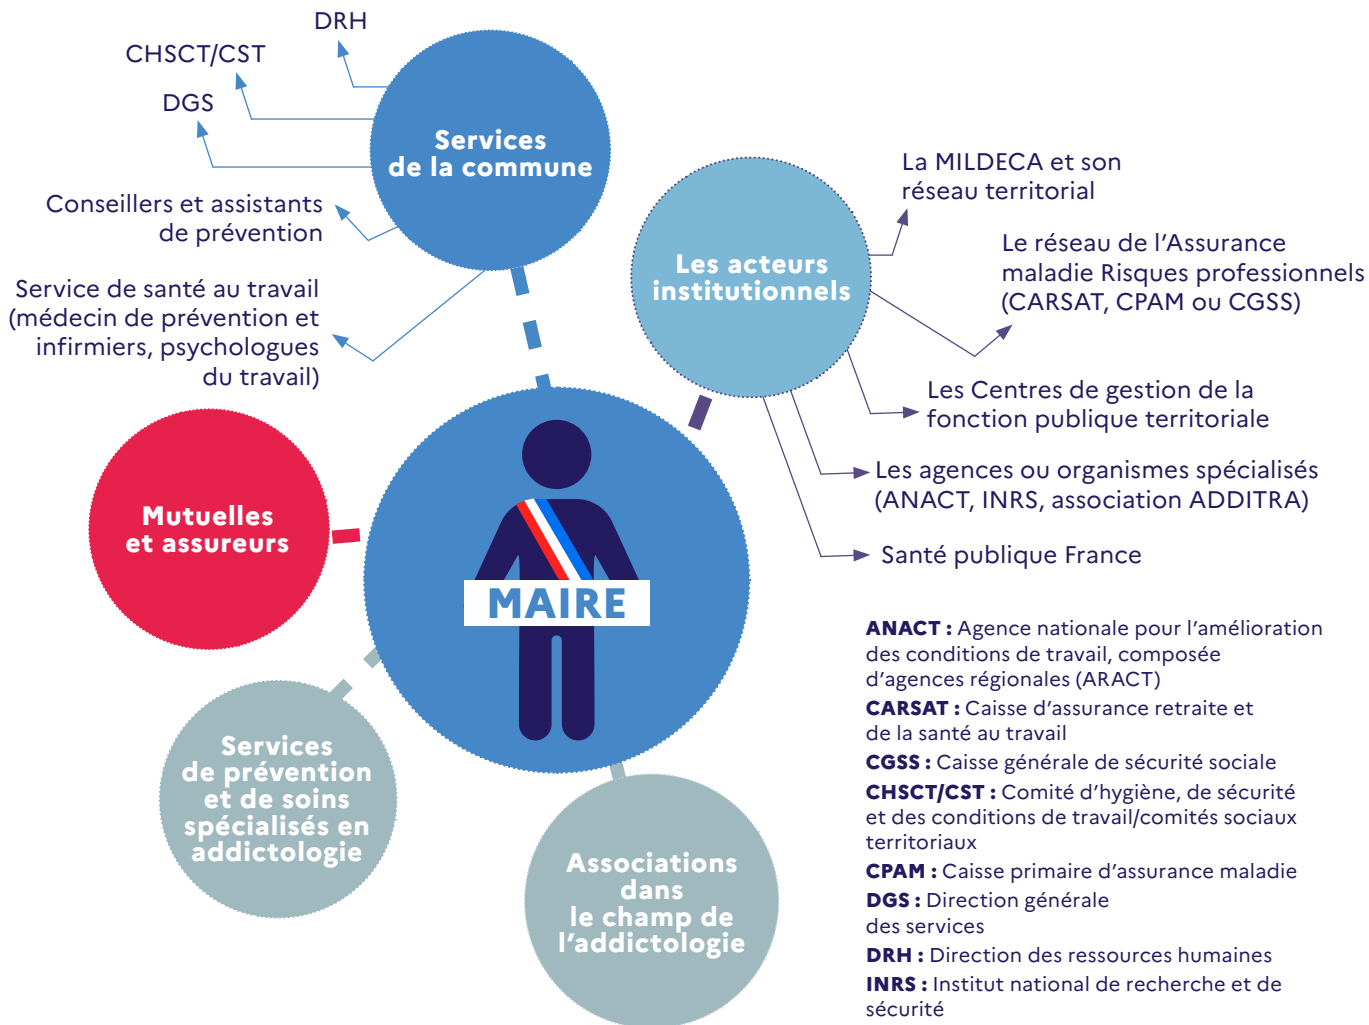 DRH
CHSCT/CST
DGS
Services
de la commune
Conseillers et assistants
de prévention
Service de santé au travail
(médecin de prévention et
infirmiers, psychologues
du travail)
Les acteurs
institutionnels
La MILDECA et son
réseau territorial
Le réseau de l'Assurance
maladie Risques professionnels
(CARSAT, CPAM ou CGSS)
Les Centres de gestion de la
fonction publique territoriale
Les agences ou organismes spécialisés
(ANACT, INRS, association ADDITRA)
Santé publique France
Mutuelles
et assureurs
MAIRE
Services
de prévention
et de soins
spécialisés en
addictologie
Associations
dans
le champ de
l'addictologie
ANACT : Agence nationale pour l'amélioration
des conditions de travail, composée
d'agences régionales (ARACT)
CARSAT : Caisse d'assurance retraite et
de la santé au travail
CGSS : Caisse générale de sécurité sociale
CHSCT/CST : Comité d'hygiène, de sécurité
et des conditions de travail/comités sociaux
territoriaux
CPAM : Caisse primaire d'assurance maladie
DGS : Direction générale
des services
DRH : Direction des ressources humaines
INRS : Institut national de recherche et de
sécurité